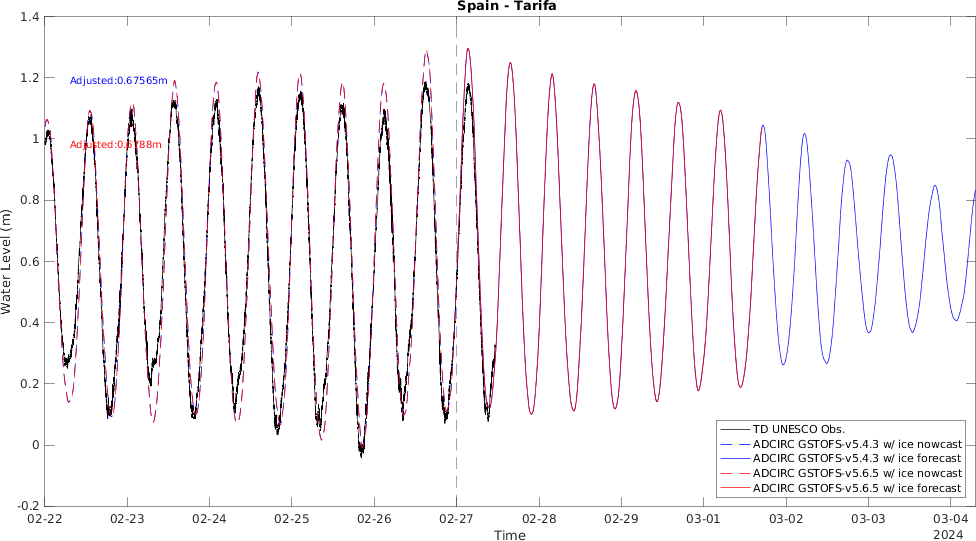 Spain - Tarifa
1.4
1.2
1
0.8
0.6
0.4
0.2
0
-0.2
Water Level (m)
Adjusted:0.67565m
Adjusted:0.6788m
TD UNESCO Obs.
ADCIRC GSTOFS-v5.4.3 w/ ice nowcast
ADCIRC GSTOFS-v5.4.3 w/ ice forecast
ADCIRC GSTOFS-v5.6.5 w/ ice nowcast
ADCIRC GSTOFS-v5.6.5 w/ ice forecast
02-22 02-23 02-24 02-25 02-26 02-27 02-28 02-29 03-01 03-02 03-03 03-04
Time
2024